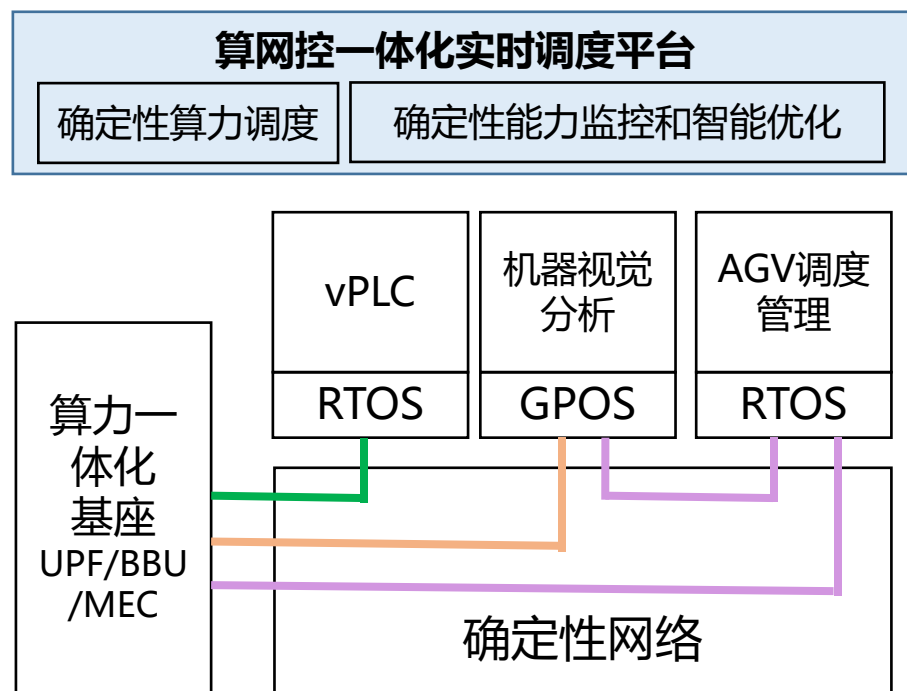 算网控一体化实时调度平台
确定性算力调度
确定性能力监控和智能优化
vPLC
RTOS
机器视觉
分析
GPOS
AGV调度
管理
RTOS
算力一
体化
基座
UPF/BBU
/MEC
确定性网络